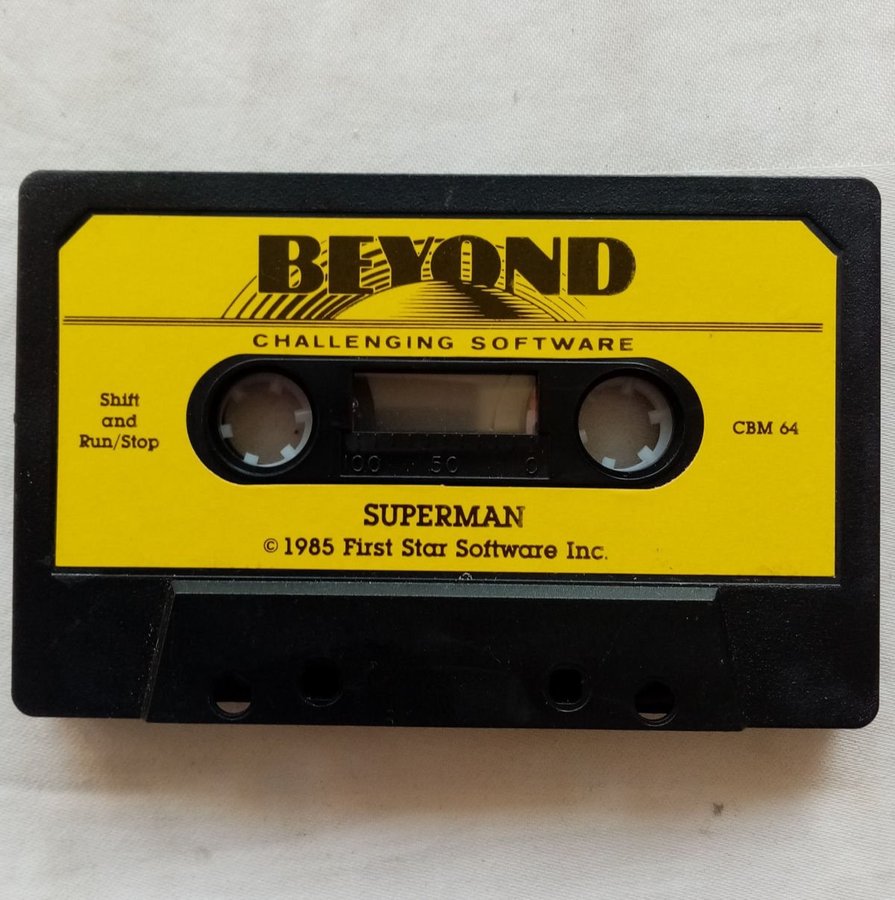 BEYOND
CHALLENGING SOFTWARE
Shift
and
Run/Stop
CBM 64
100 50 0
SUPERMAN
© 1985 First Star Software Inc.